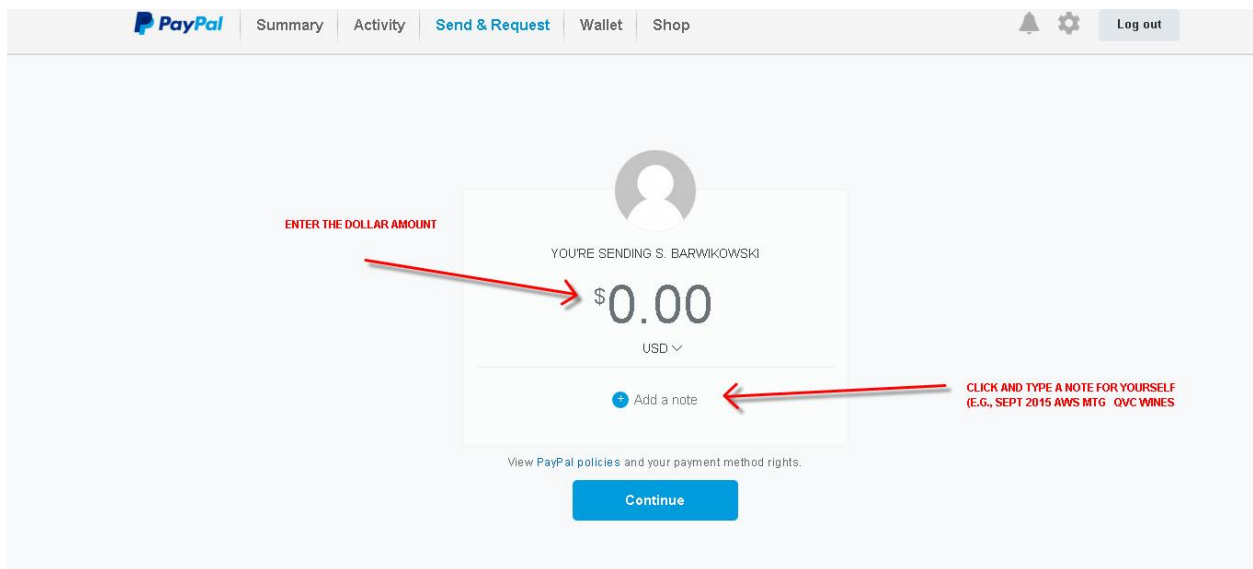 PayPal Summary Activity Send & Request Wallet Shop Log out
ENTER THE DOLLAR AMOUNT
YOU'RE SENDING S. BARWIKOWSKI
$0.00
USD
+ Add a note
CLICK AND TYPE A NOTE FOR YOURSELF
(E.G., SEPT 2015 AWS MTG QVC WINES
View PayPal policies and your payment method rights.
Continue